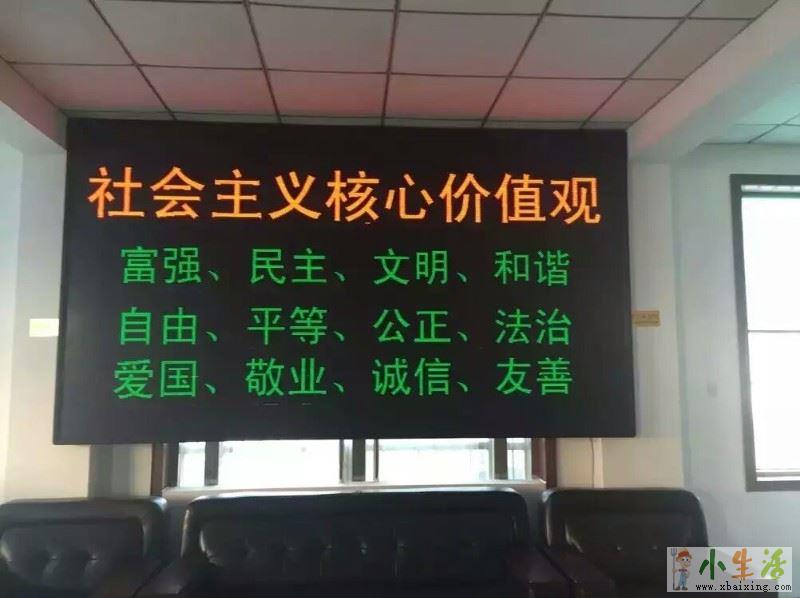 社会主义核心价值观
富强、民主、文明、和谐
自由、平等、公正、法治
爱国、敬业、诚信、友善
小生活
www.xbaixing.com